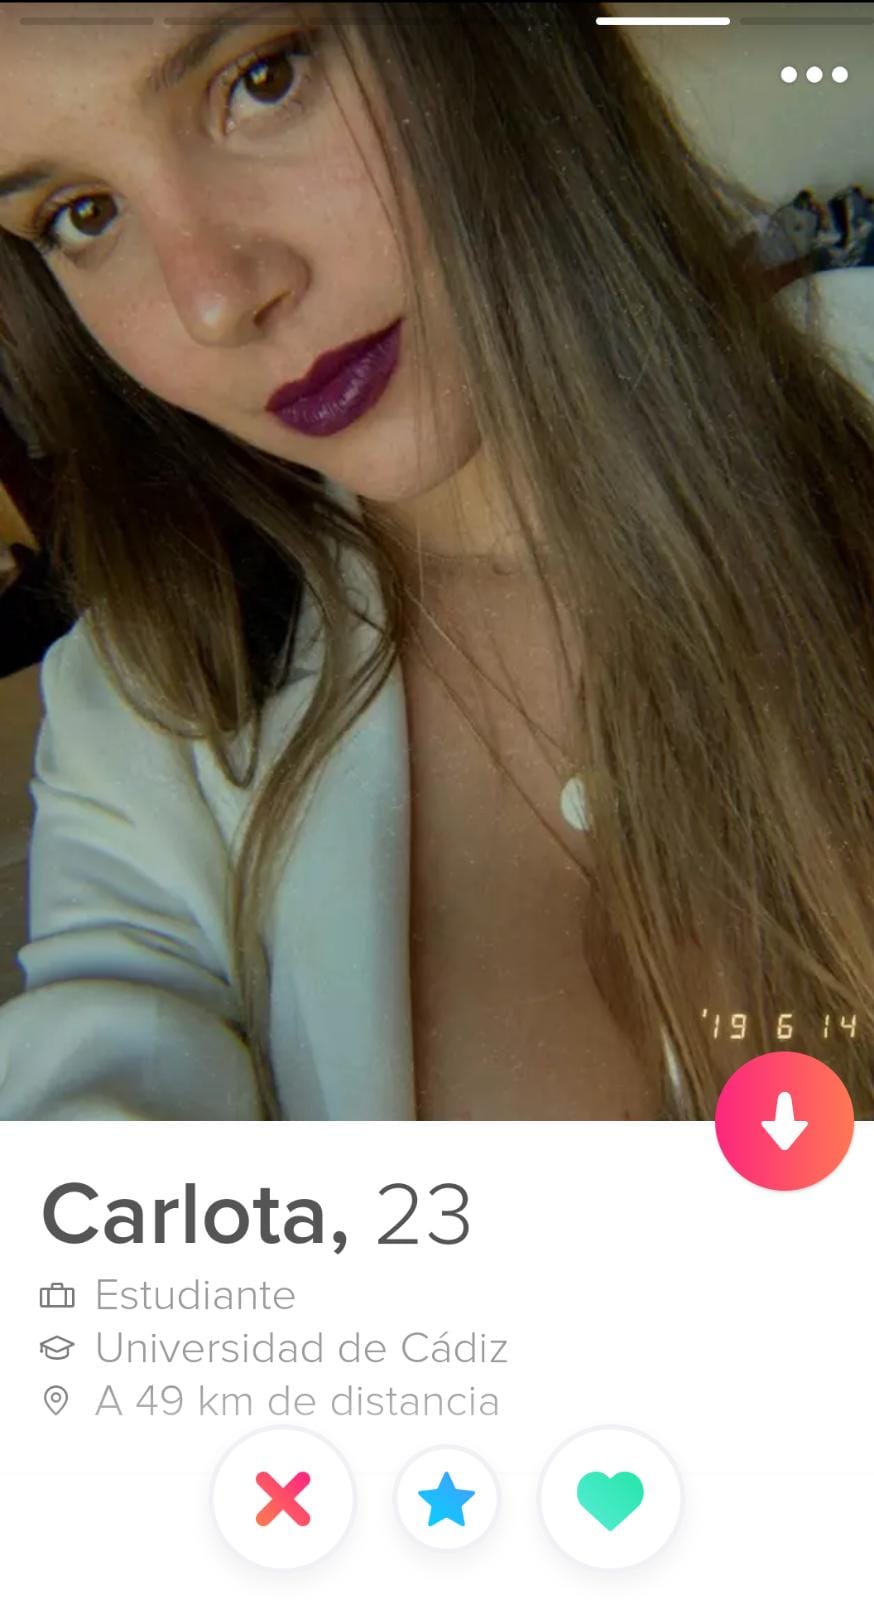 '19 6 14
Carlota, 23
Estudiante
Universidad de Cádiz
A 49 km de distancia